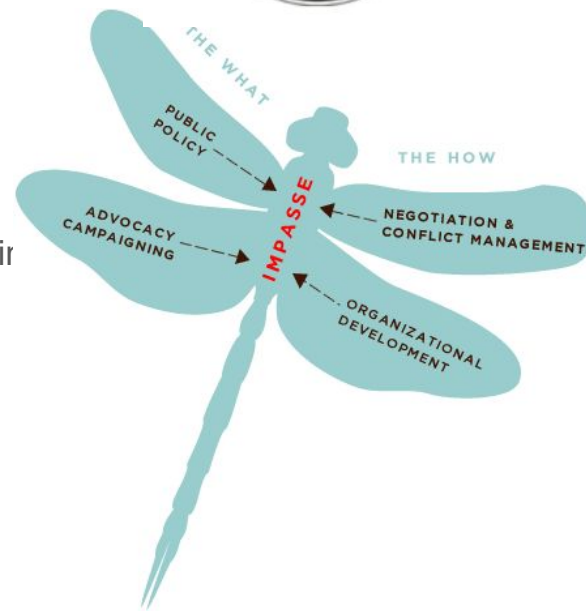 THE WHAT
PUBLIC
POLICY
THE HOW
ADVOCACY
CAMPAIGNING
IMPASSE
NEGOTIATION &
CONFLICT MANAGEMENT
ORGANIZATIONAL
DEVELOPMENT